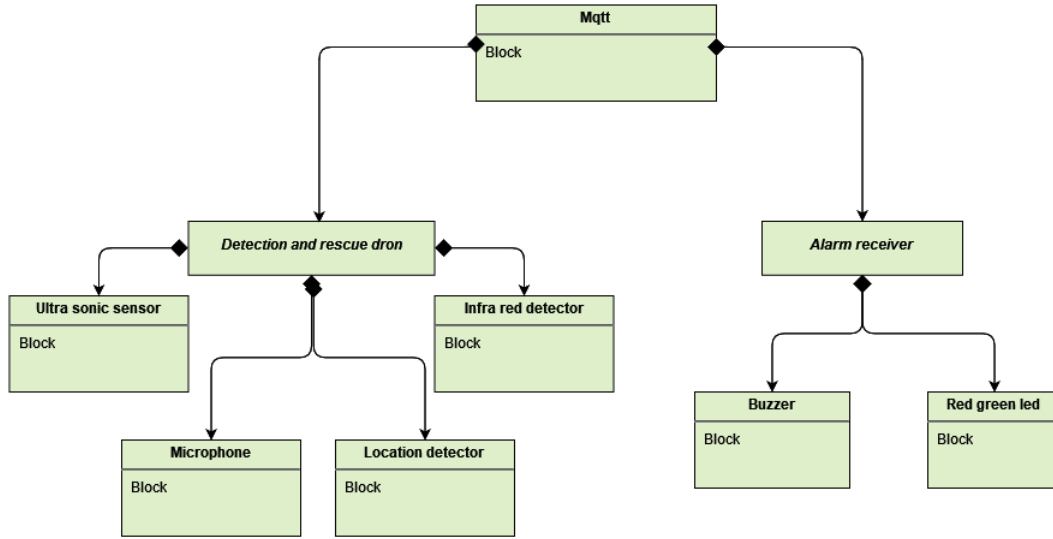 Mqtt
Block
Detection and rescue dron
Alarm receiver
Ultra sonic sensor
Block
Infra red detector
Block
Microphone
Block
Location detector
Block
Buzzer
Block
Red green led
Block